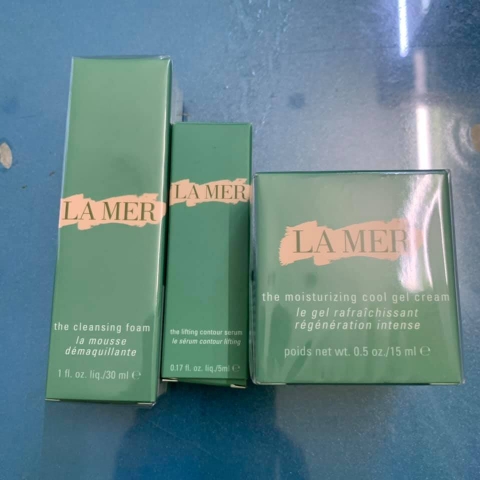 LA MER
the cleansing foam
la mousse
démaquillante
1 fl. oz. liq./30 ml ℮
LA MER
the lifting contour serum
le sérum contour lifting
0.17 fl. oz. liq./5ml ℮
LA MER
the moisturizing cool gel cream
le gel rafraîchissant
régénération intense
poids net wt. 0.5 oz./15 ml ℮